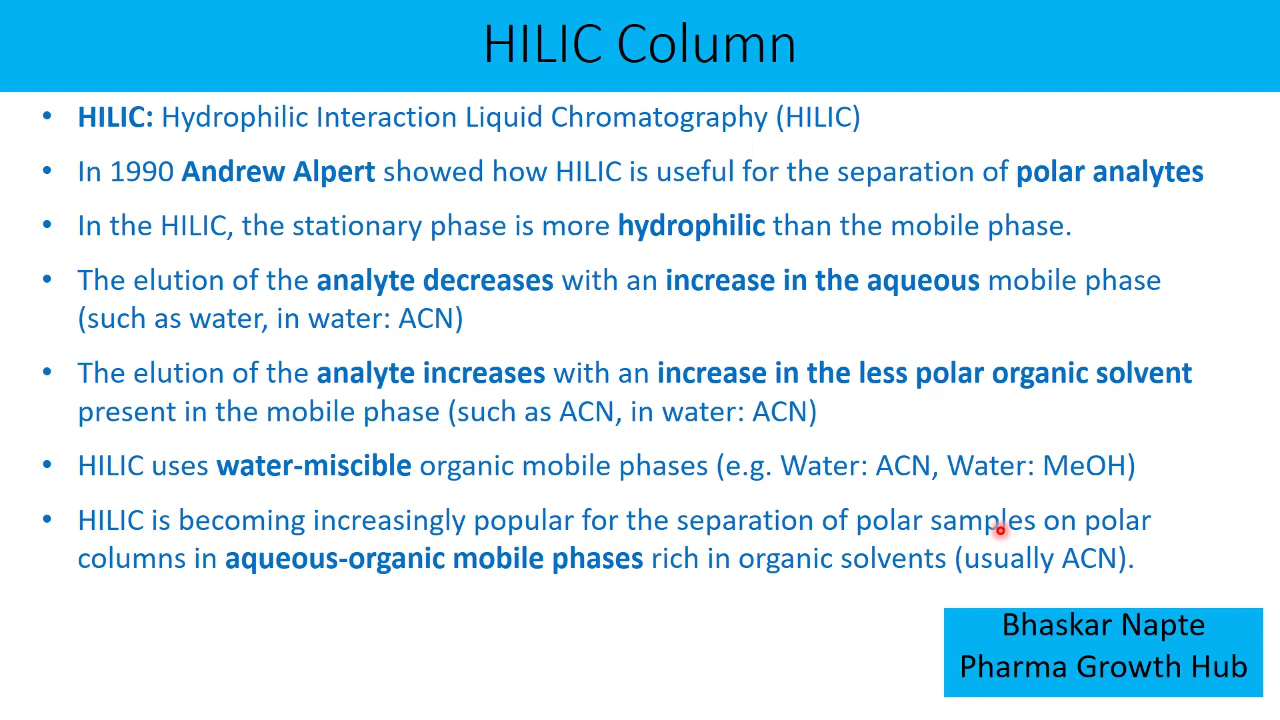 HILIC Column
• HILIC: Hydrophilic Interaction Liquid Chromatography (HILIC)
• In 1990 Andrew Alpert showed how HILIC is useful for the separation of polar analytes
• In the HILIC, the stationary phase is more hydrophilic than the mobile phase.
• The elution of the analyte decreases with an increase in the aqueous mobile phase
(such as water, in water: ACN)
• The elution of the analyte increases with an increase in the less polar organic solvent
present in the mobile phase (such as ACN, in water: ACN)
• HILIC uses water-miscible organic mobile phases (e.g. Water: ACN, Water: MeOH)
• HILIC is becoming increasingly popular for the separation of polar samples on polar
columns in aqueous-organic mobile phases rich in organic solvents (usually ACN).
Bhaskar Napte
Pharma Growth Hub